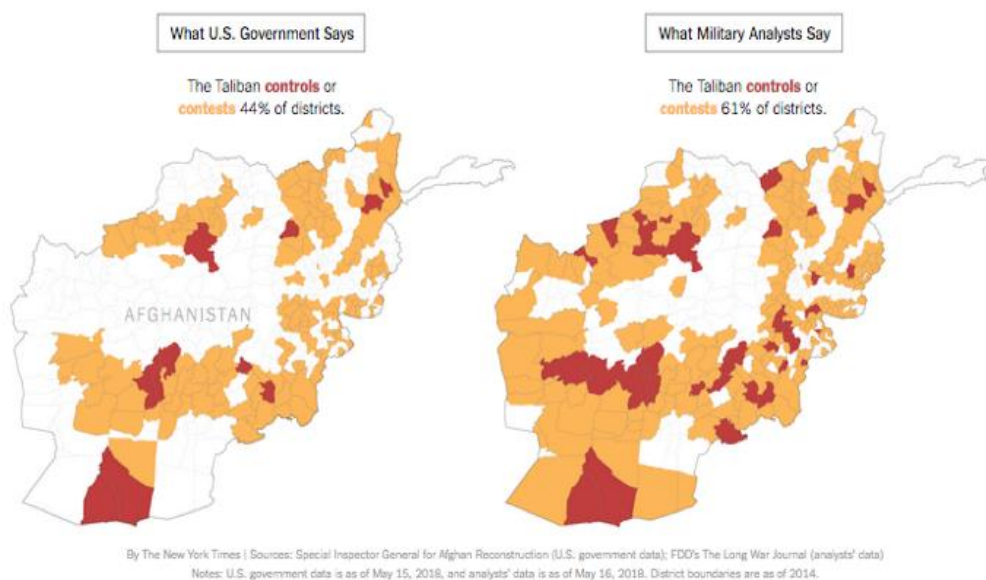 What U.S. Government Says
The Taliban controls or
contests 44% of districts.
AFGHANISTAN
What Military Analysts Say
The Taliban controls or
contests 61% of districts.
By The New York Times | Sources: Special Inspector General for Afghan Reconstruction (U.S. government data); FDD's The Long War Journal (analysts' data)
Notes: U.S. government data is as of May 15, 2018, and analysts' data is as of May 16, 2018. District boundaries are as of 2014.